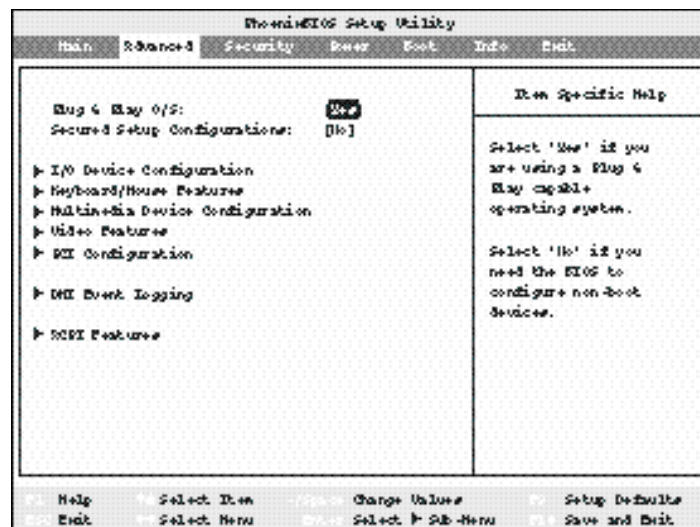 PhoenixBIOS Setup Utility
Main Advanced Security Power Boot Info Exit
Item Specific Help
Plug & Play O/S: [Yes]
Secured Setup Configurations: [No]
Select 'Yes' if you
are using a Plug &
Play capable
operating system.
Select 'No' if you
need the BIOS to
configure non-boot
devices.
I/O Device Configuration
Keyboard/Mouse Features
Multimedia Device Configuration
Video Features
PCI Configuration
DMI Event Logging
ACPI Features
F1 Help Select Item -/Space Change Values Setup Defaults
ESC Exit Select Menu Enter Select ▶ Sub-Menu Save and Exit